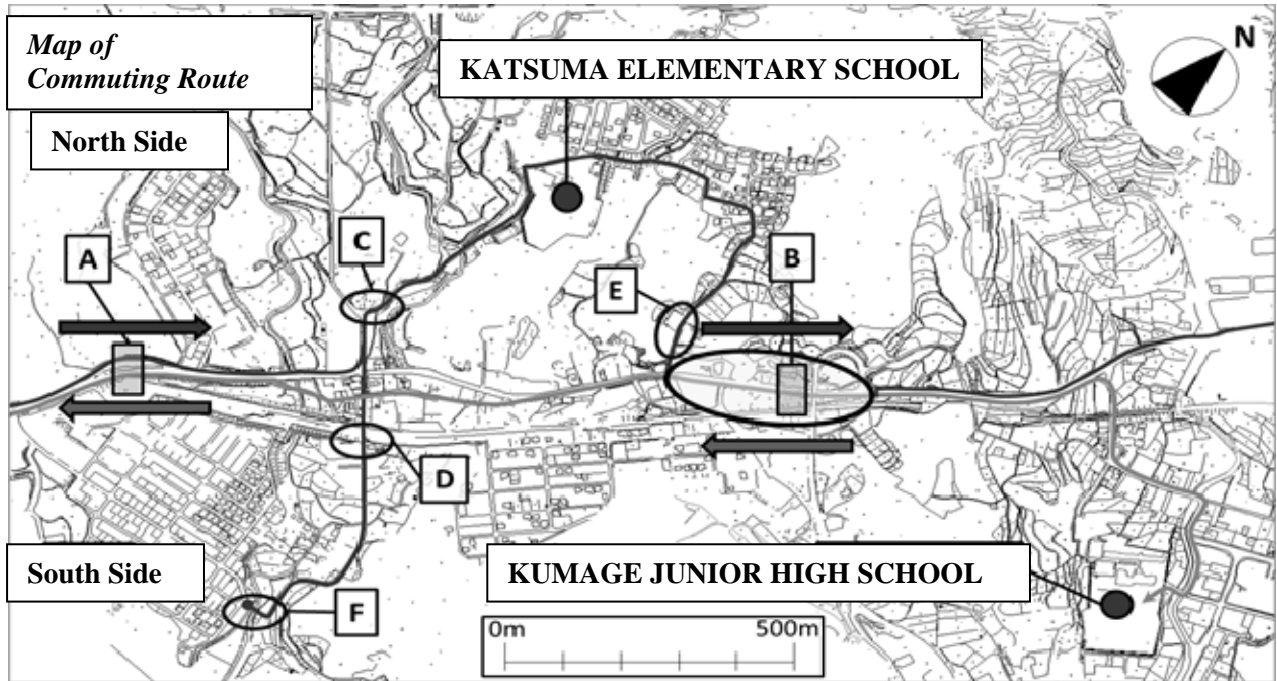 Map of
Commuting Route
North Side
KATSUMA ELEMENTARY SCHOOL
N
A
C
B
E
D
South Side
F
KUMAGE JUNIOR HIGH SCHOOL
0m 500m